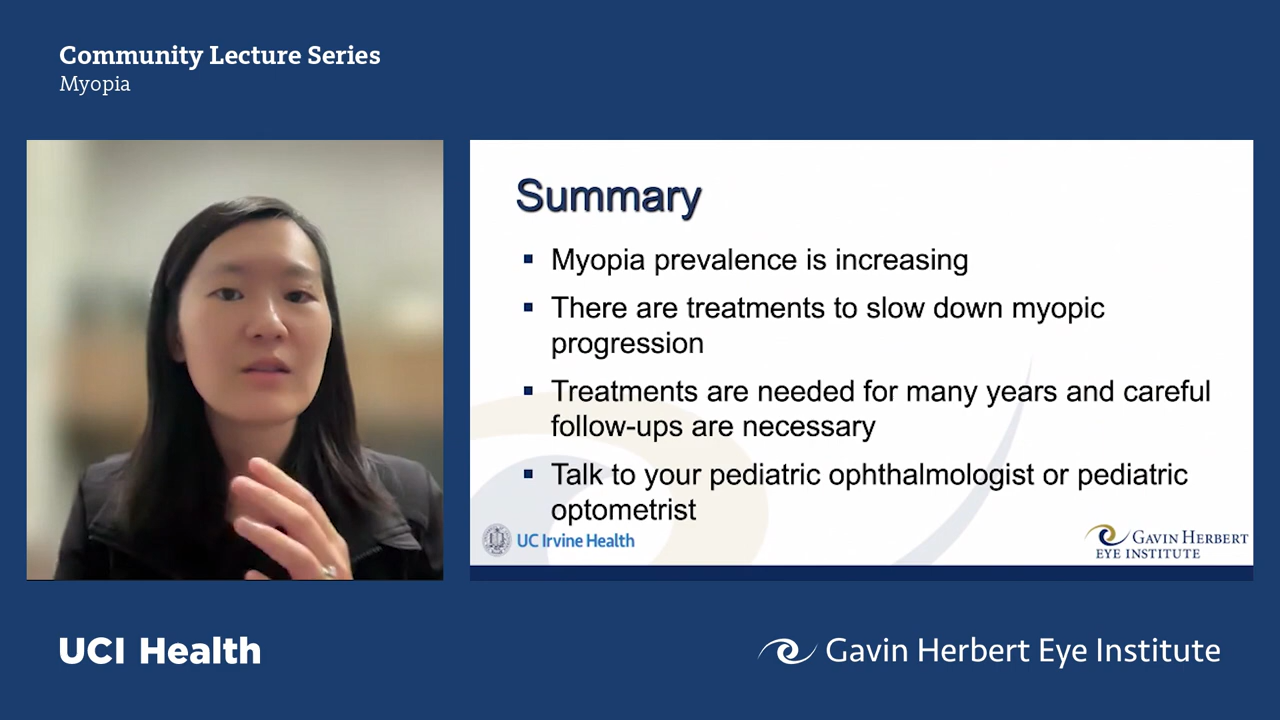 Community Lecture Series
Myopia
Summary
Myopia prevalence is increasing
There are treatments to slow down myopic
progression
Treatments are needed for many years and careful
follow-ups are necessary
Talk to your pediatric ophthalmologist or pediatric
optometrist
UC Irvine Health
Gavin Herbert
Eye Institute
UCI Health
Gavin Herbert Eye Institute